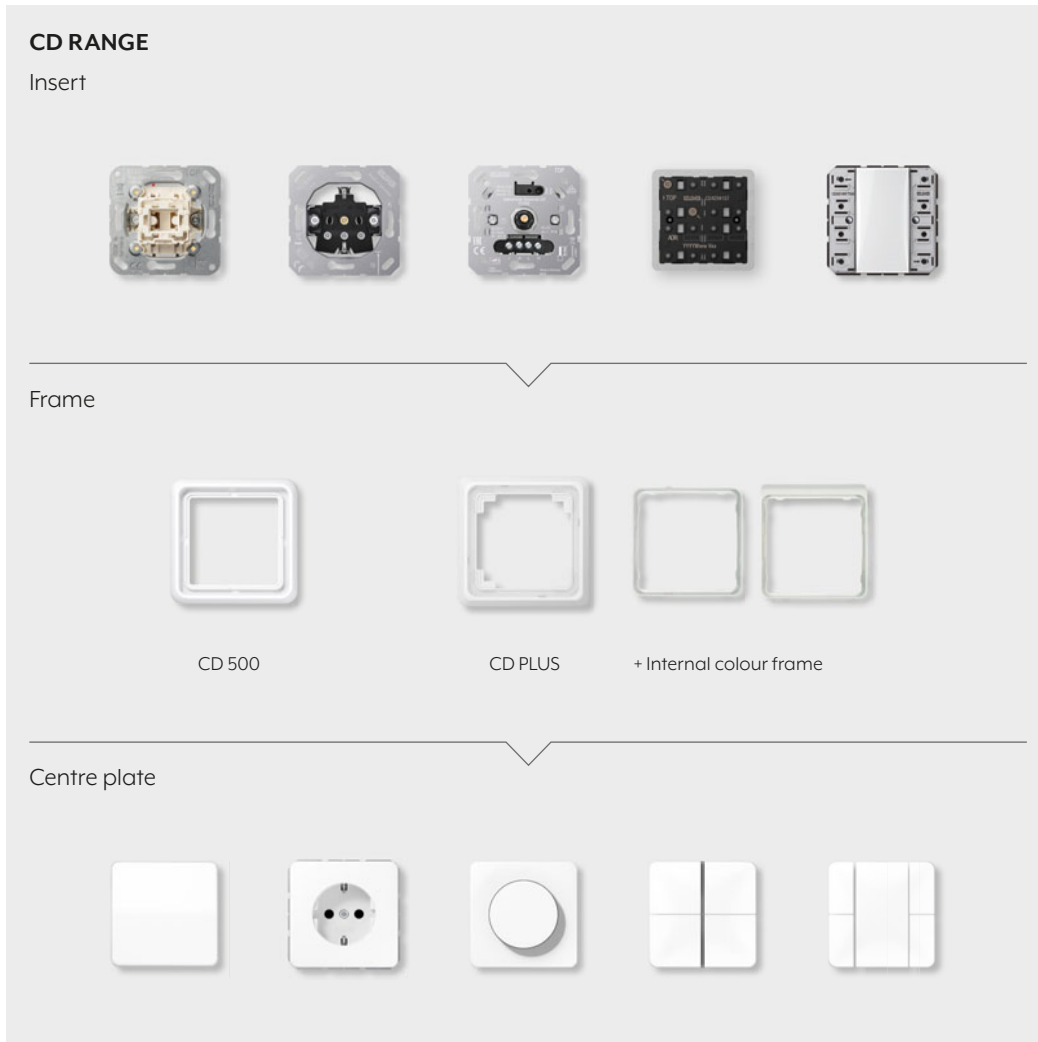 CD RANGE
Insert
Frame
CD 500
CD PLUS
+ Internal colour frame
Centre plate